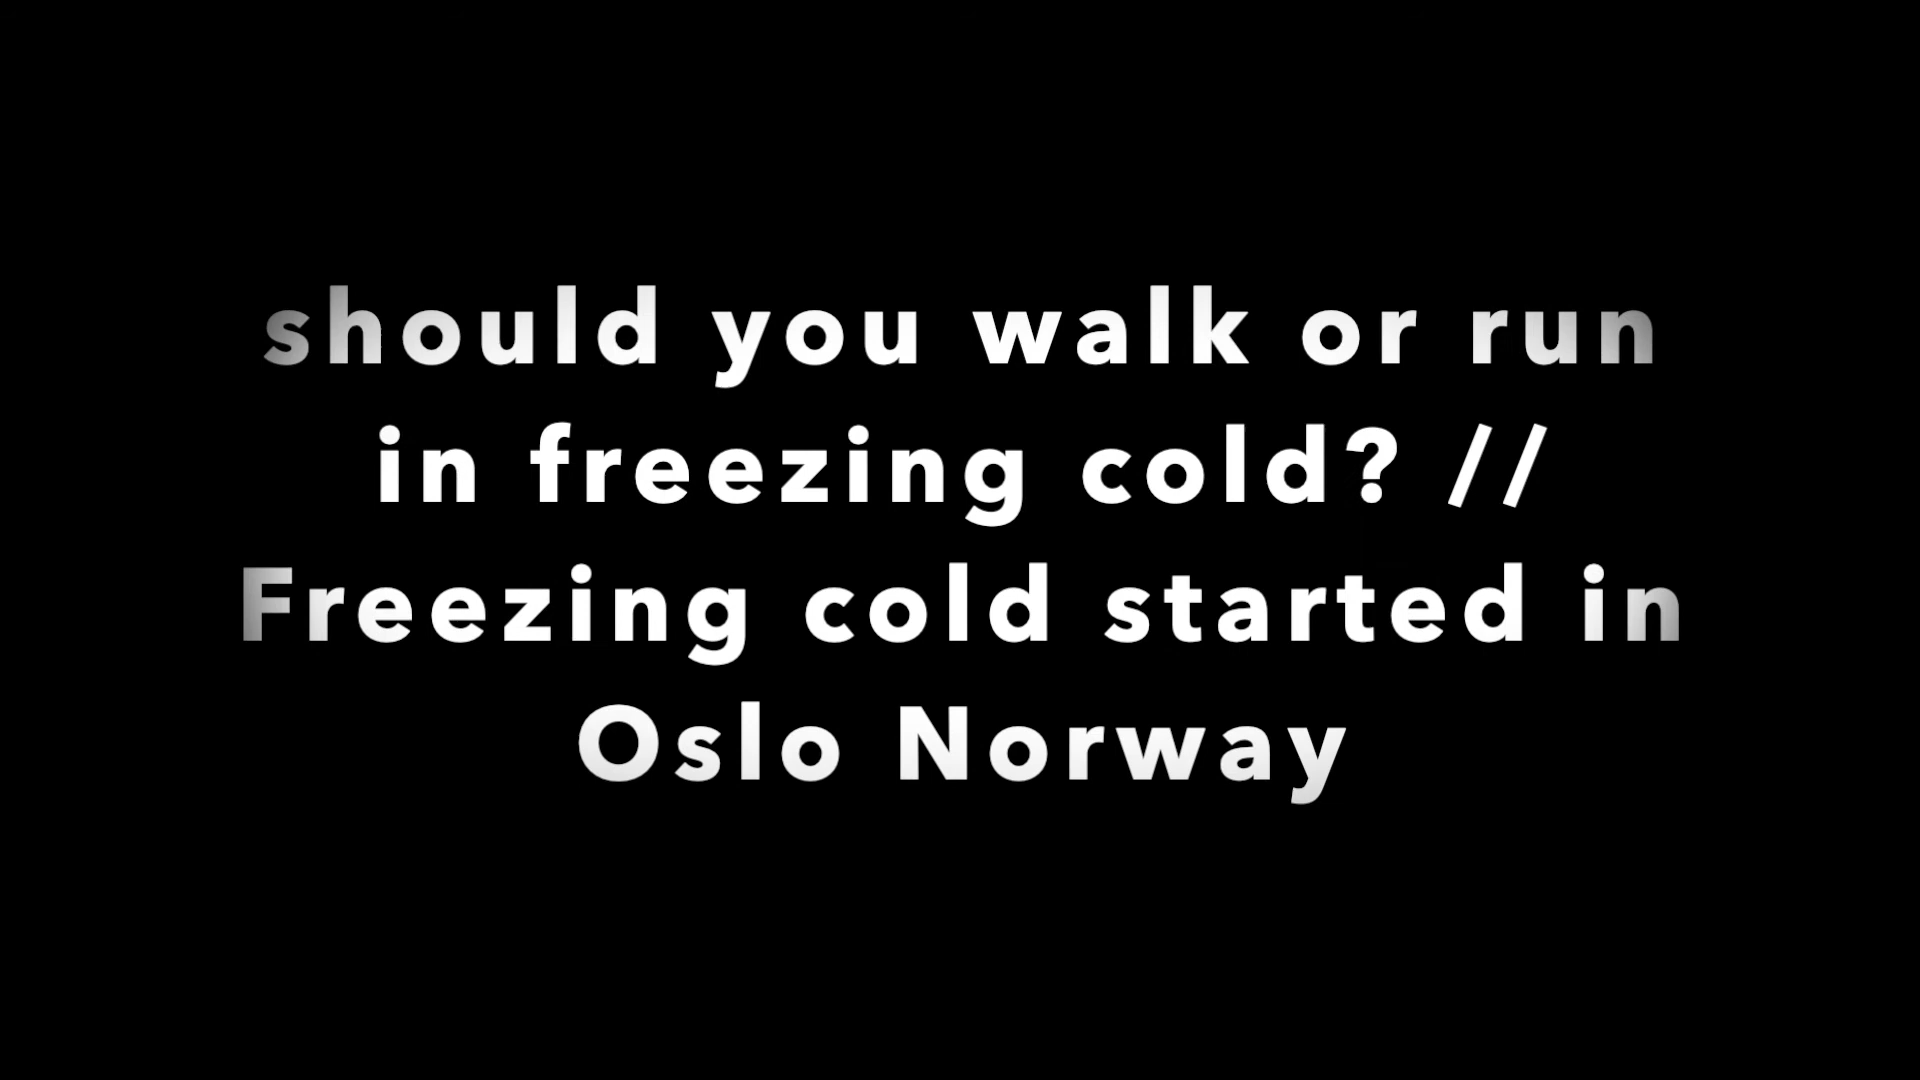 should you walk or run
in freezing cold? //
Freezing cold started in
Oslo Norway